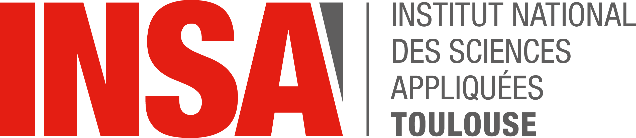 INSA
INSTITUT NATIONAL
DES SCIENCES
APPLIQUÉES
TOULOUSE